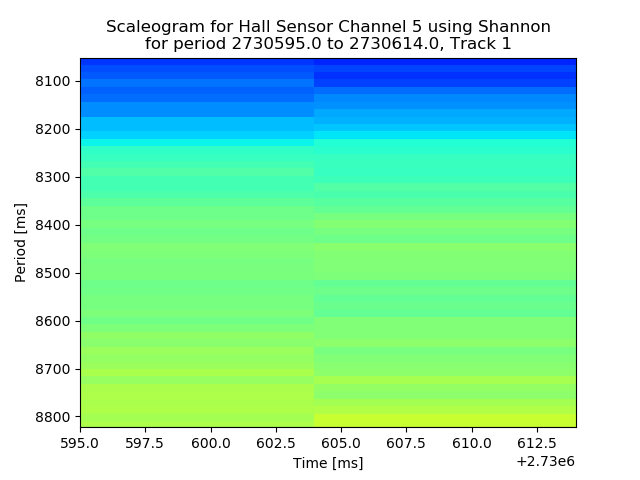 Scaleogram for Hall Sensor Channel 5 using Shannon
for period 2730595.0 to 2730614.0, Track 1
8100
8200
8300
8400
8500
8600
8700
8800
Period [ms]
595.0 597.5 600.0 602.5 605.0 607.5 610.0 612.5
Time [ms]
+2.73e6